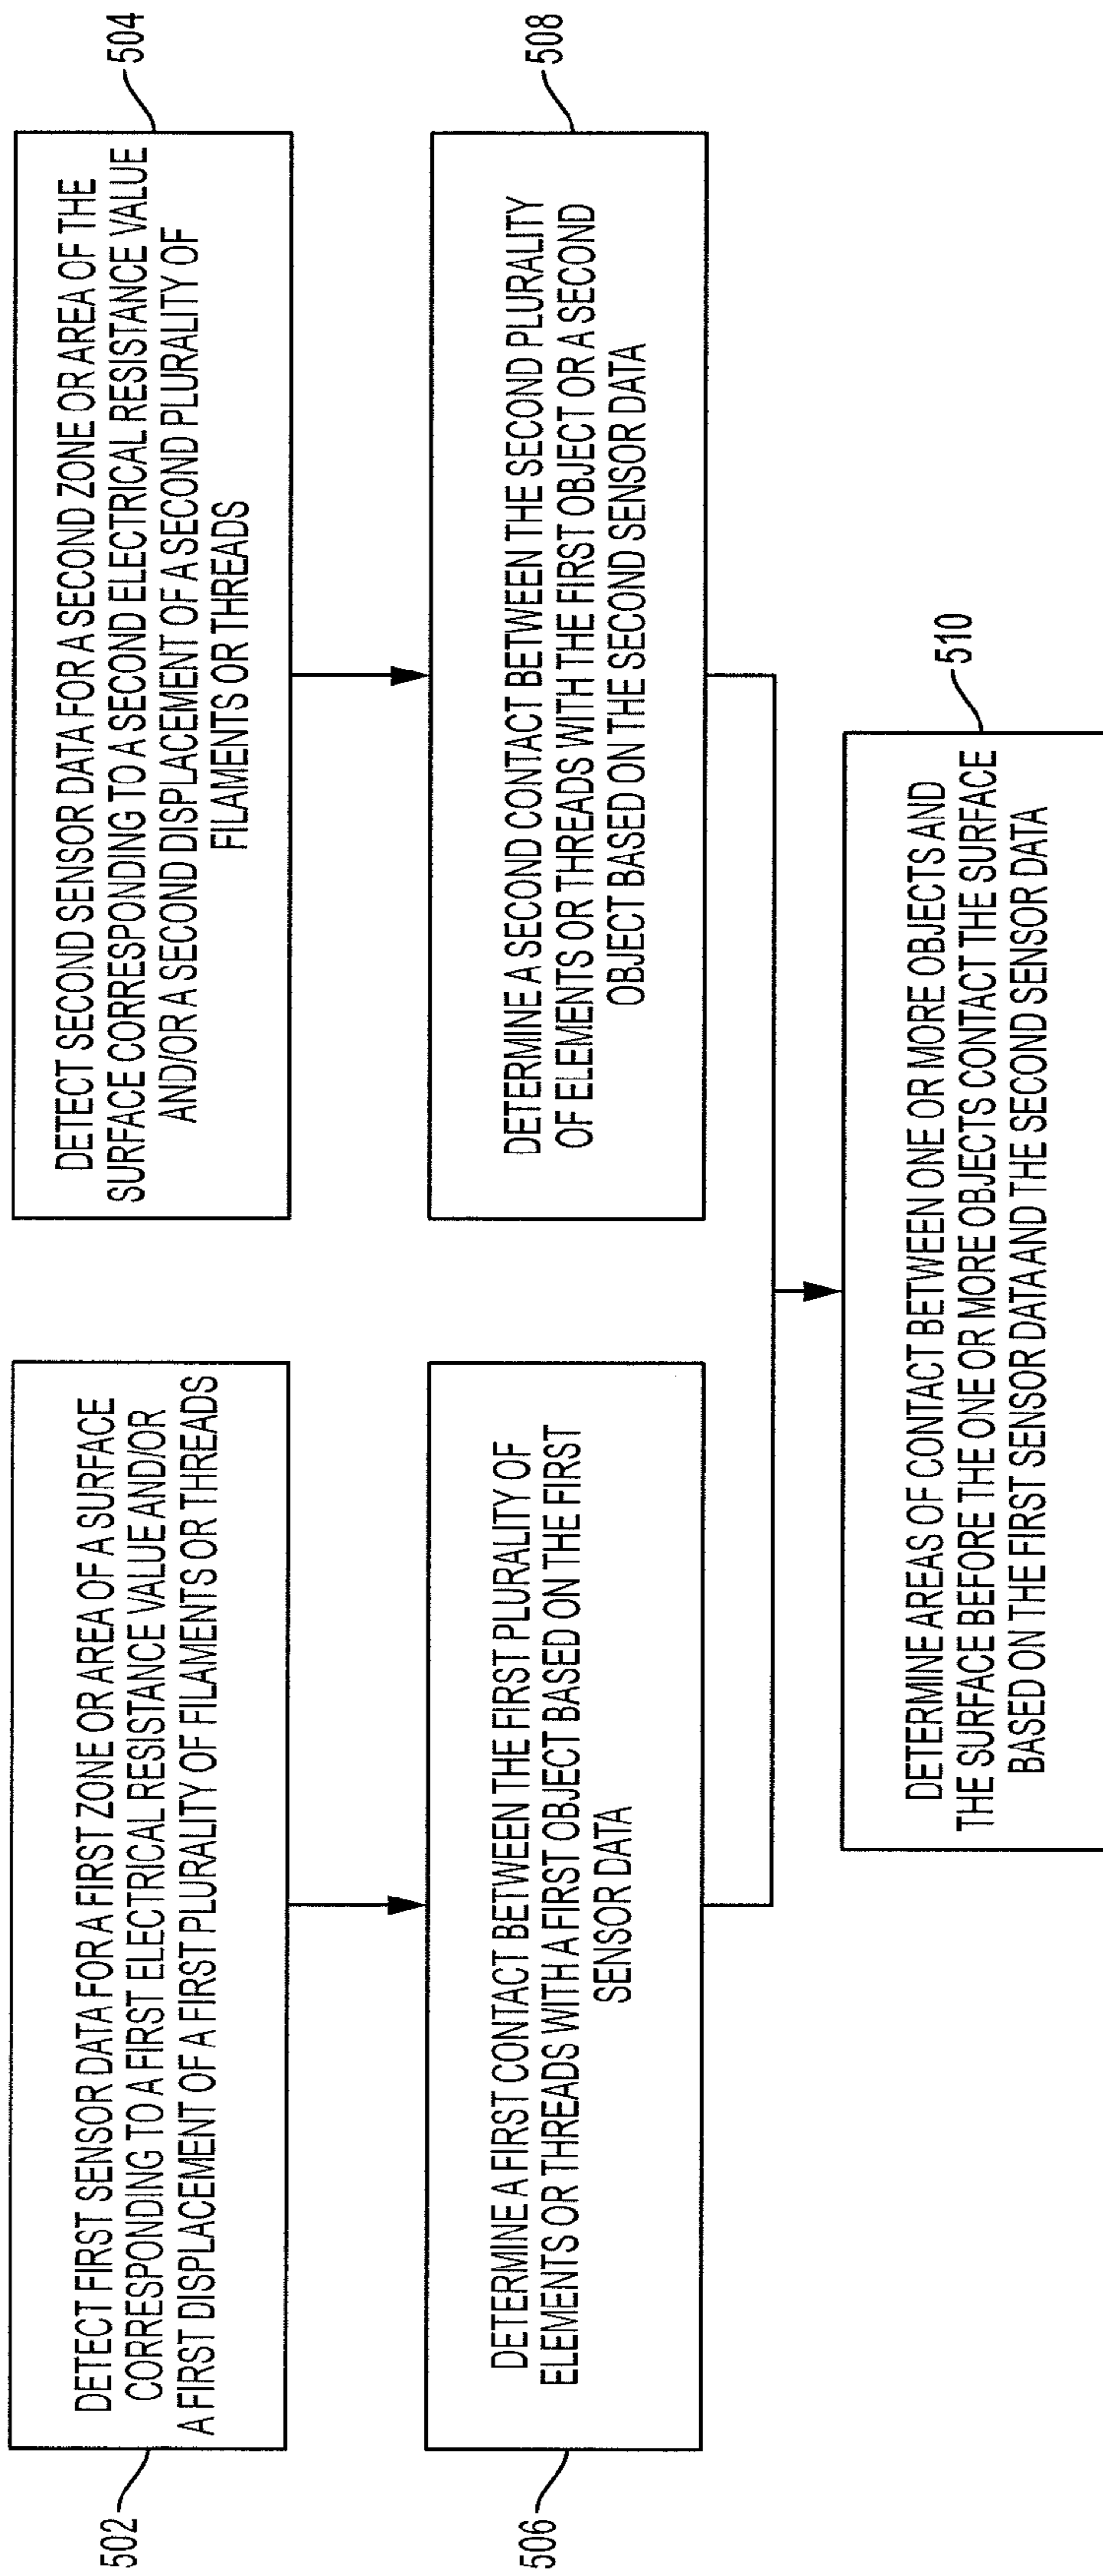 502
DETECT FIRST SENSOR DATA FOR A FIRST ZONE OR AREA OF A SURFACE
CORRESPONDING TO A FIRST ELECTRICAL RESISTANCE VALUE AND/OR
A FIRST DISPLACEMENT OF A FIRST PLURALITY OF FILAMENTS OR THREADS
504
DETECT SECOND SENSOR DATA FOR A SECOND ZONE OR AREA OF THE
SURFACE CORRESPONDING TO A SECOND ELECTRICAL RESISTANCE VALUE
AND/OR A SECOND DISPLACEMENT OF A SECOND PLURALITY OF
FILAMENTS OR THREADS
506
DETERMINE A FIRST CONTACT BETWEEN THE FIRST PLURALITY OF
ELEMENTS OR THREADS WITH A FIRST OBJECT BASED ON THE FIRST
SENSOR DATA
508
DETERMINE A SECOND CONTACT BETWEEN THE SECOND PLURALITY
OF ELEMENTS OR THREADS WITH THE FIRST OBJECT OR A SECOND
OBJECT BASED ON THE SECOND SENSOR DATA
510
DETERMINE AREAS OF CONTACT BETWEEN ONE OR MORE OBJECTS AND
THE SURFACE BEFORE THE ONE OR MORE OBJECTS CONTACT THE SURFACE
BASED ON THE FIRST SENSOR DATA AND THE SECOND SENSOR DATA